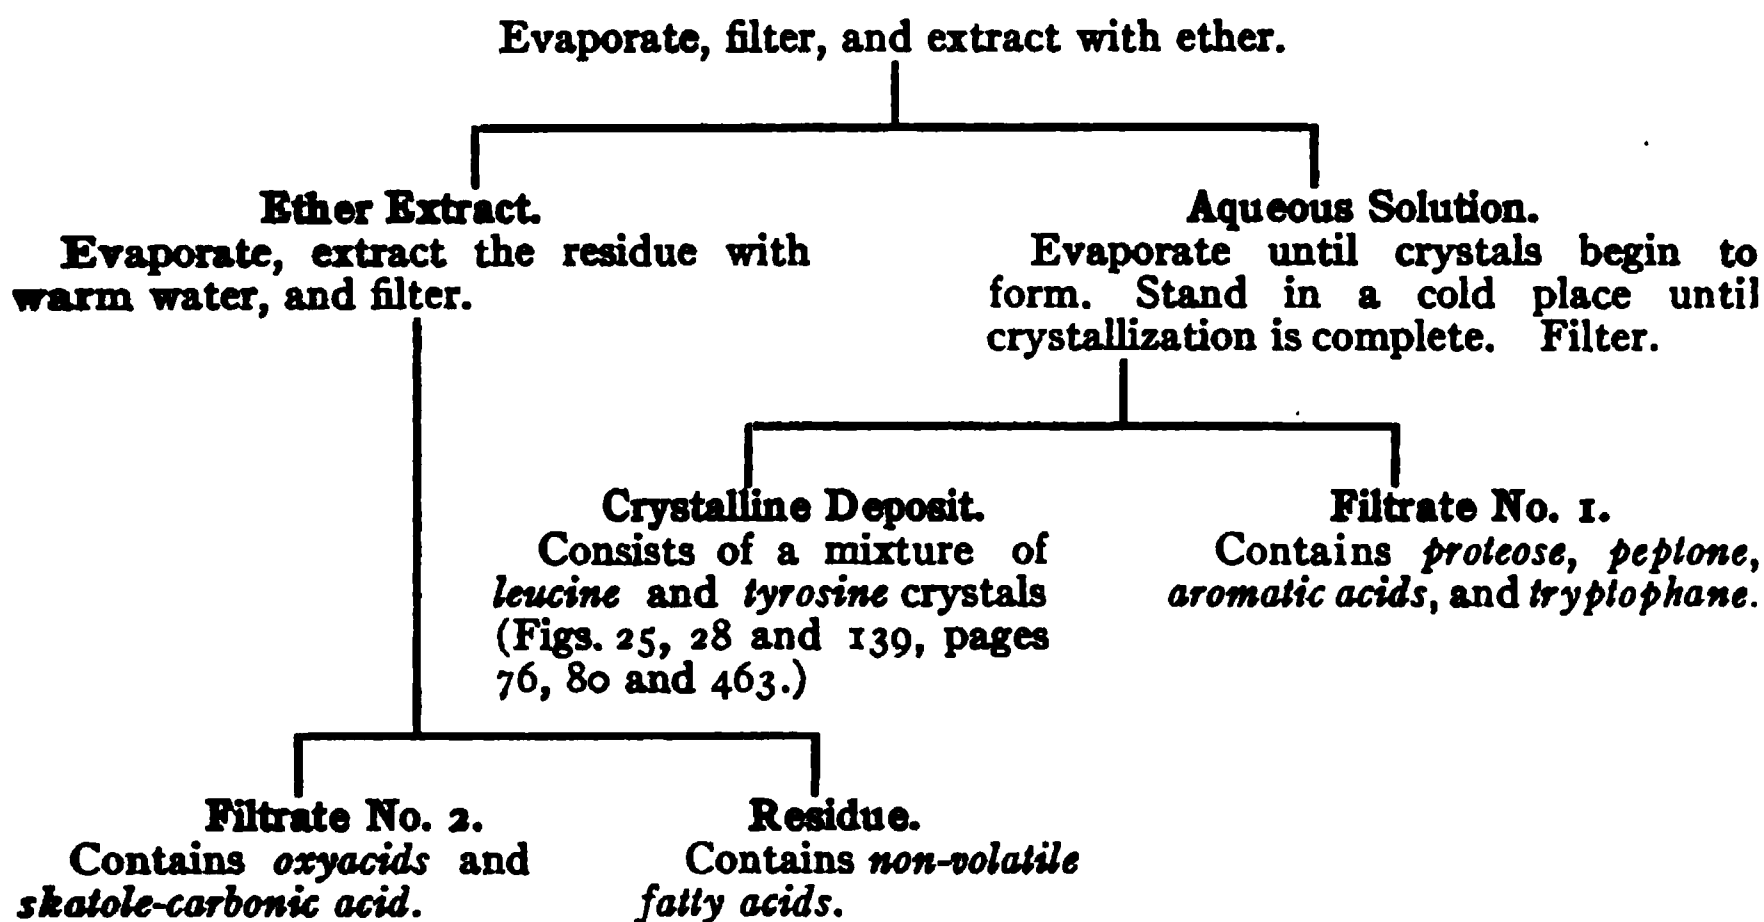 Evaporate, filter, and extract with ether.
Ether Extract.
Evaporate, extract the residue with
warm water, and filter.
Aqueous Solution.
Evaporate until crystals begin to
form. Stand in a cold place until
crystallization is complete. Filter.
Crystalline Deposit.
Consists of a mixture of
leucine and tyrosine crystals
(Figs. 25, 28 and 139, pages
76, 80 and 463.)
Filtrate No. 1.
Contains proteose, peptone,
aromatic acids, and tryptophane.
Filtrate No. 2.
Contains oxyacids and
skatole-carbonic acid.
Residue.
Contains non-volatile
fatty acids.